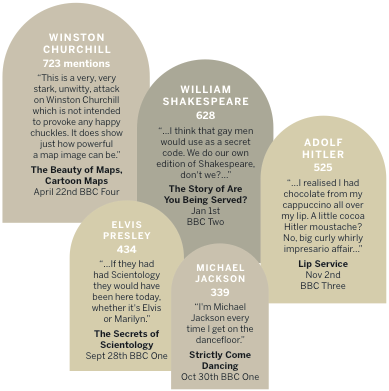 WINSTON
CHURCHILL
723 mentions
“This is a very, very
stark, unwitty, attack
on Winston Churchill
which is not intended
to provoke any happy
chuckles. It does show
just how powerful
a map image can be.”
The Beauty of Maps,
Cartoon Maps
April 22nd BBC Four
WILLIAM
SHAKESPEARE
628
“...I think that gay men
would use as a secret
code. We do our own
edition of Shakespeare,
don't we?...”
The Story of Are
You Being Served?
Jan 1st
BBC Two
ADOLF
HITLER
525
“...I realised I had
chocolate from my
cappuccino all over
my lip. A little cocoa
Hitler moustache?
No, big curly whirly
impresario affair...”
Lip Service
Nov 2nd
BBC Three
ELVIS
PRESLEY
434
“...If they had
had Scientology
they would have
been here today,
whether it's Elvis
or Marilyn.”
The Secrets of
Scientology
Sept 28th BBC One
MICHAEL
JACKSON
339
“I'm Michael
Jackson every
time I get on the
dancefloor.”
Strictly Come
Dancing
Oct 30th BBC One